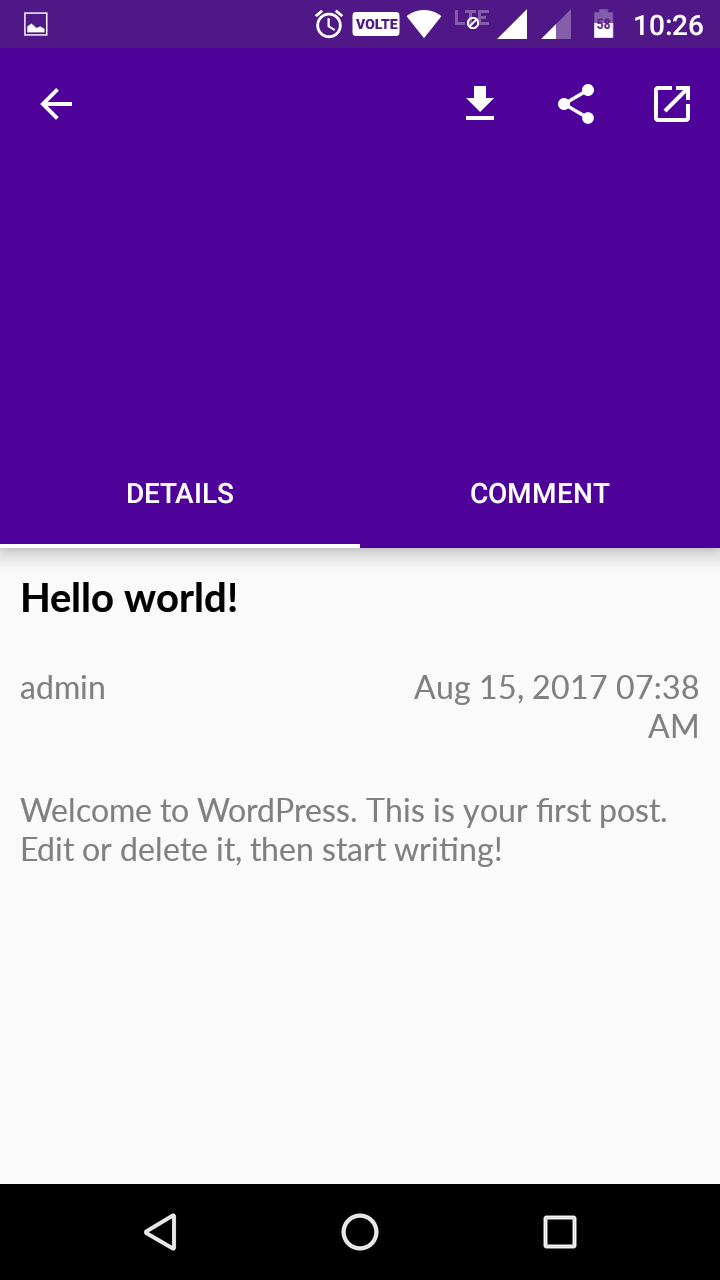 VOLTE LTE 58 10:26
DETAILS COMMENT
Hello world!
admin Aug 15, 2017 07:38
AM
Welcome to WordPress. This is your first post.
Edit or delete it, then start writing!